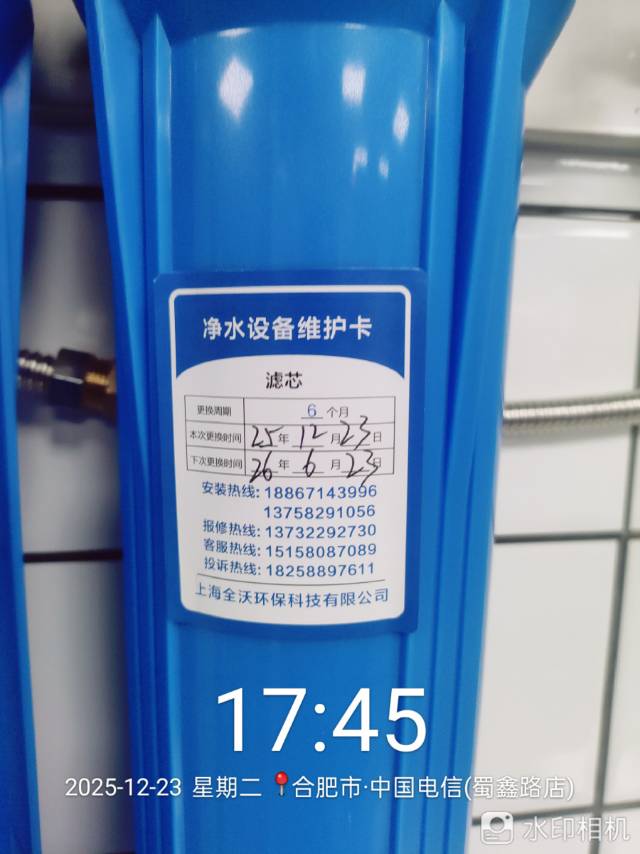 净水设备维护卡
滤芯
更换周期 6 个月
本次更换时间 25 年 12 月 23 日
下次更换时间 26 年 6 月 23 日
安装热线: 18867143996
13758291056
报修热线: 13732292730
客服热线: 15158087089
投诉热线: 18258897611
上海全沃环保科技有限公司
17:45
2025-12-23 星期二 📍合肥市·中国电信(蜀鑫路店)
水印相机